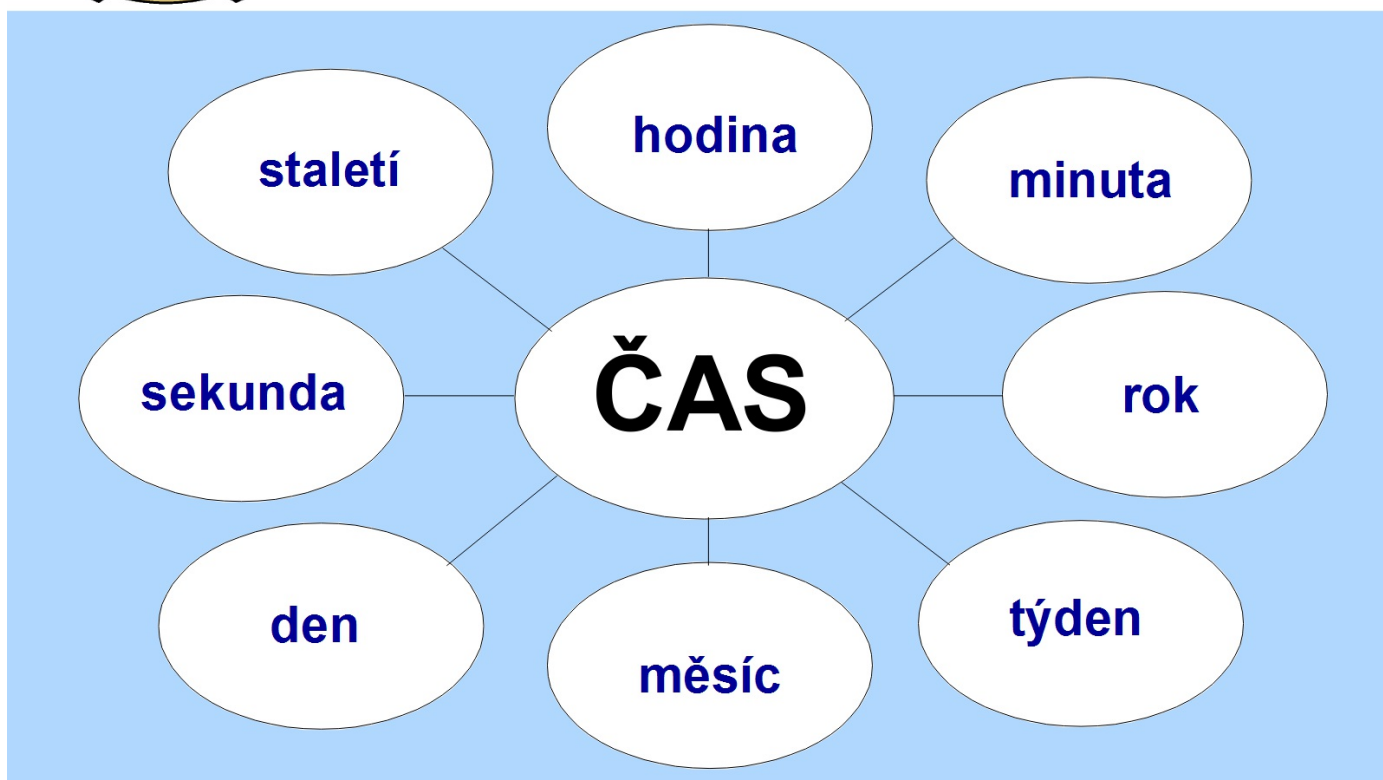 hodina
staletí
minuta
sekunda
ČAS
rok
den
měsíc
týden